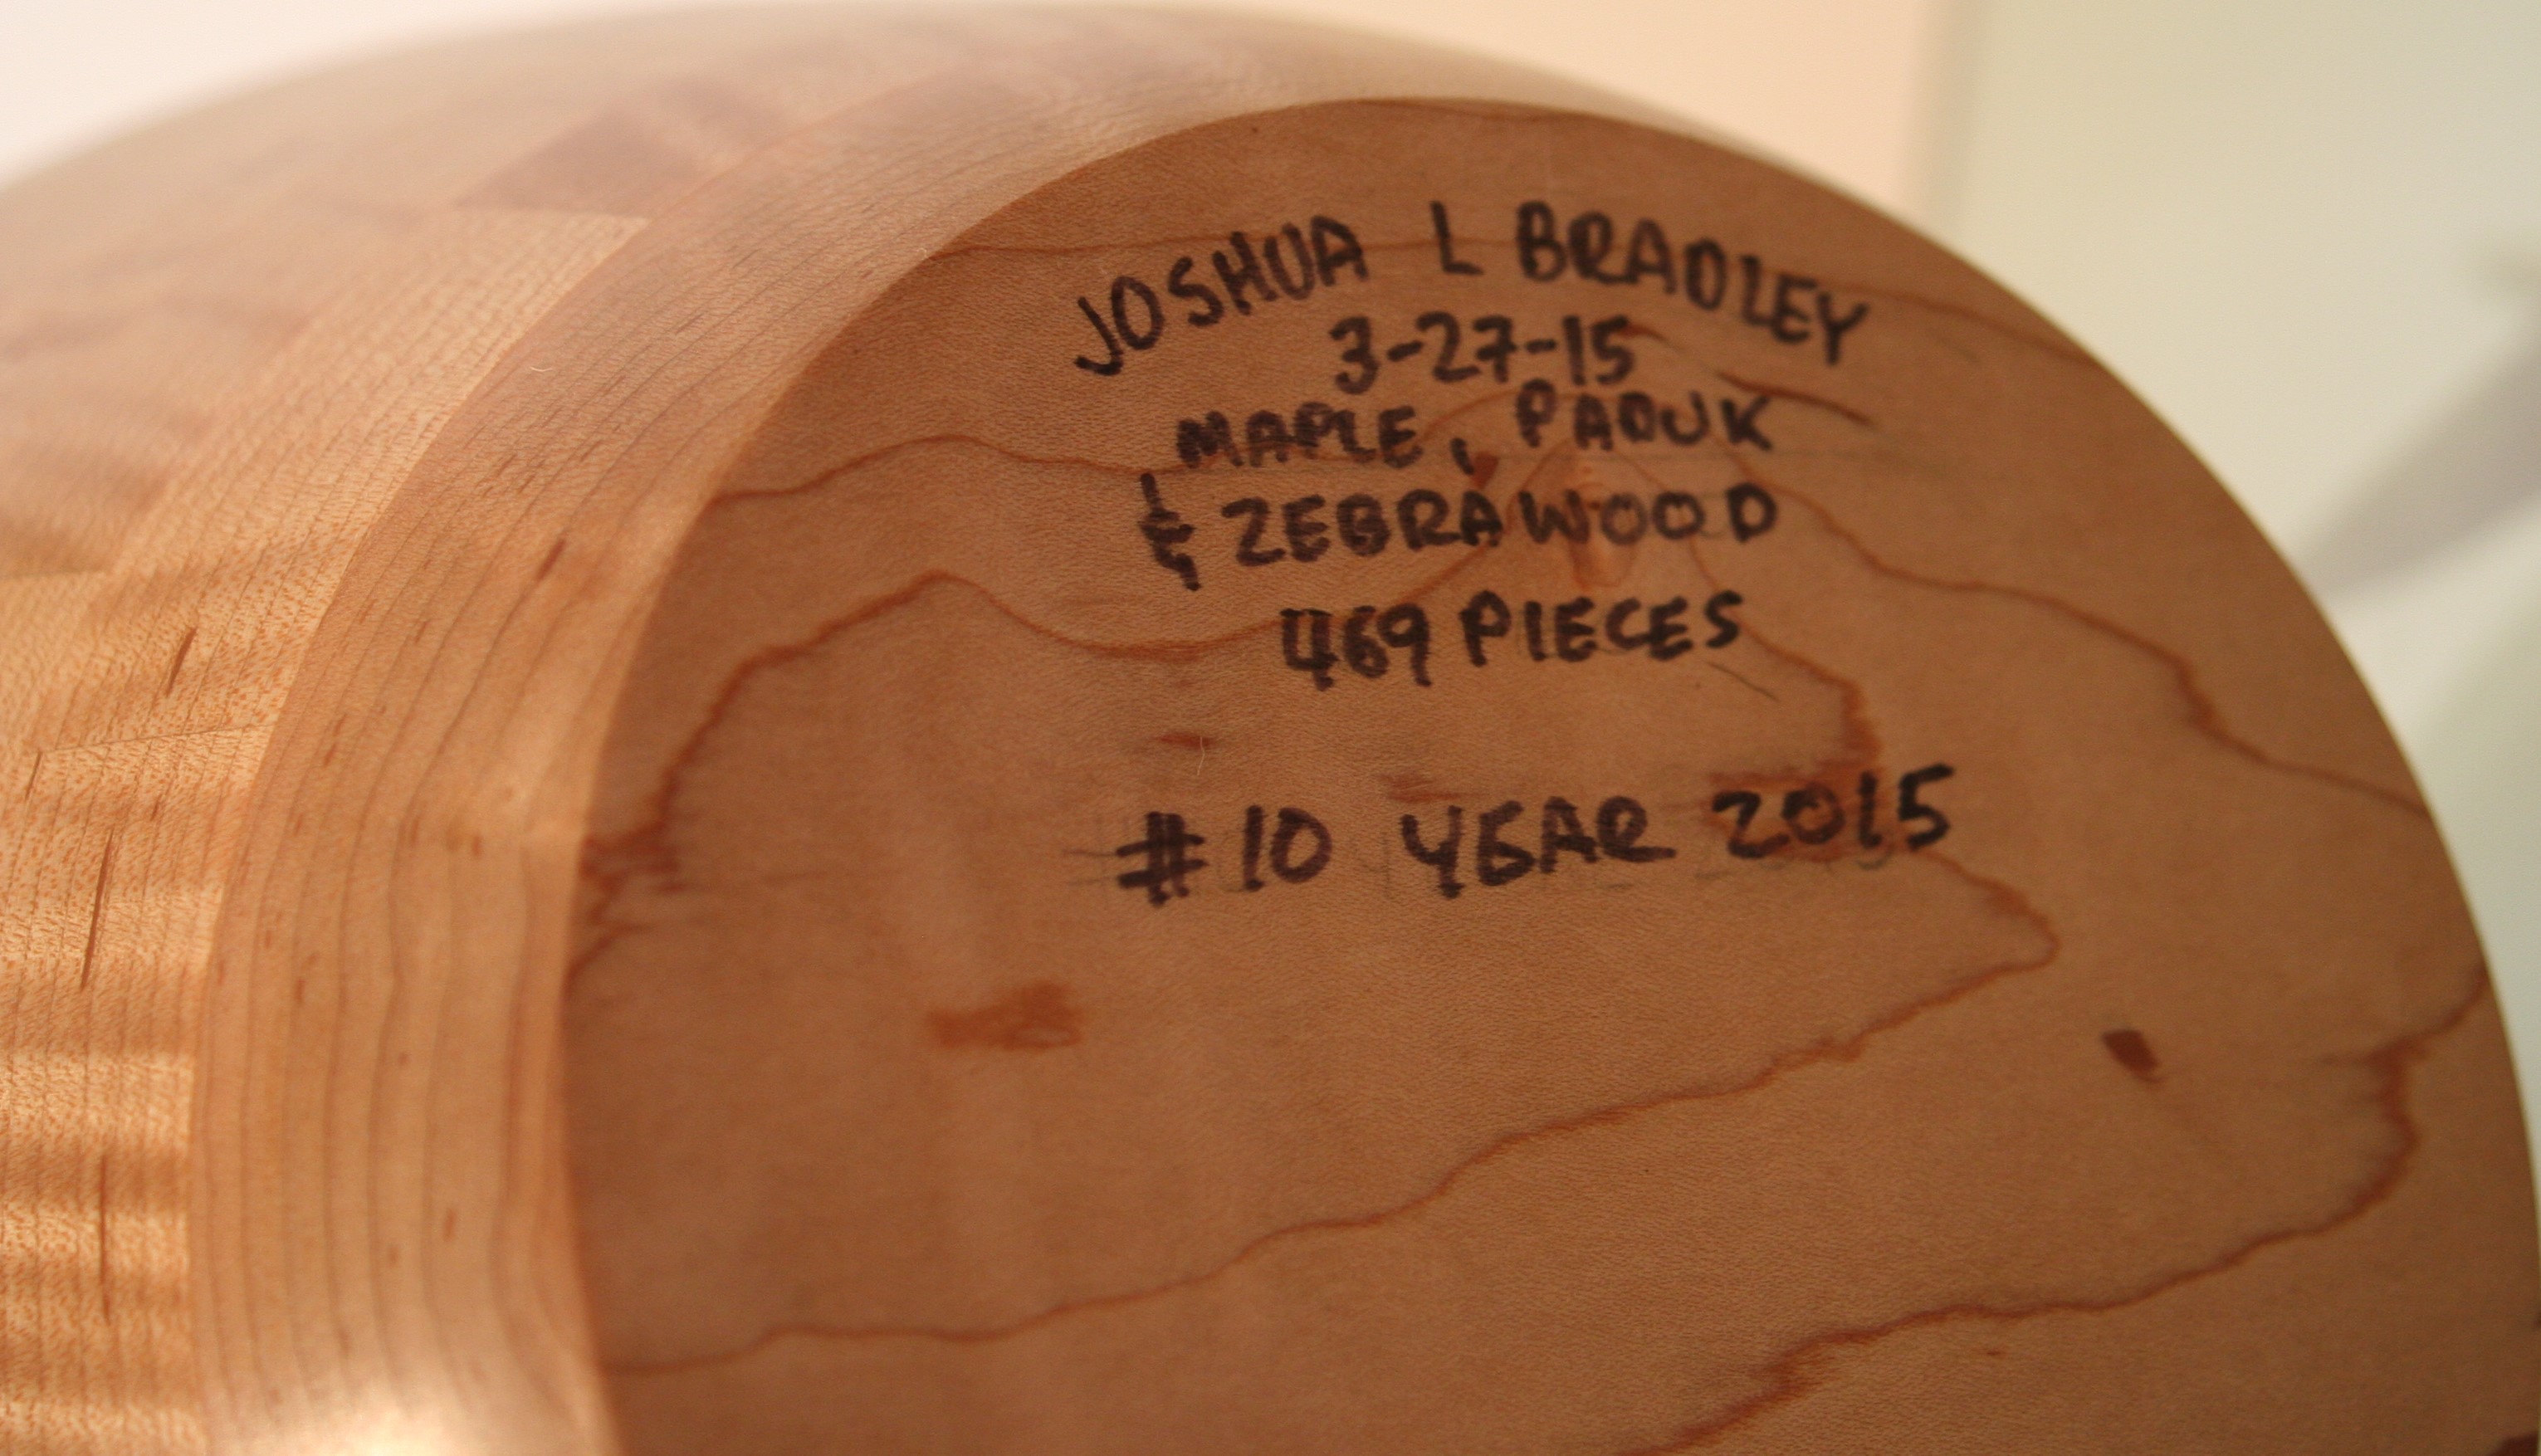 JOSHUA L BRADLEY
3-27-15
MAPLE, PADUK
& ZEBRAWOOD
469 PIECES
#10 YEAR 2015